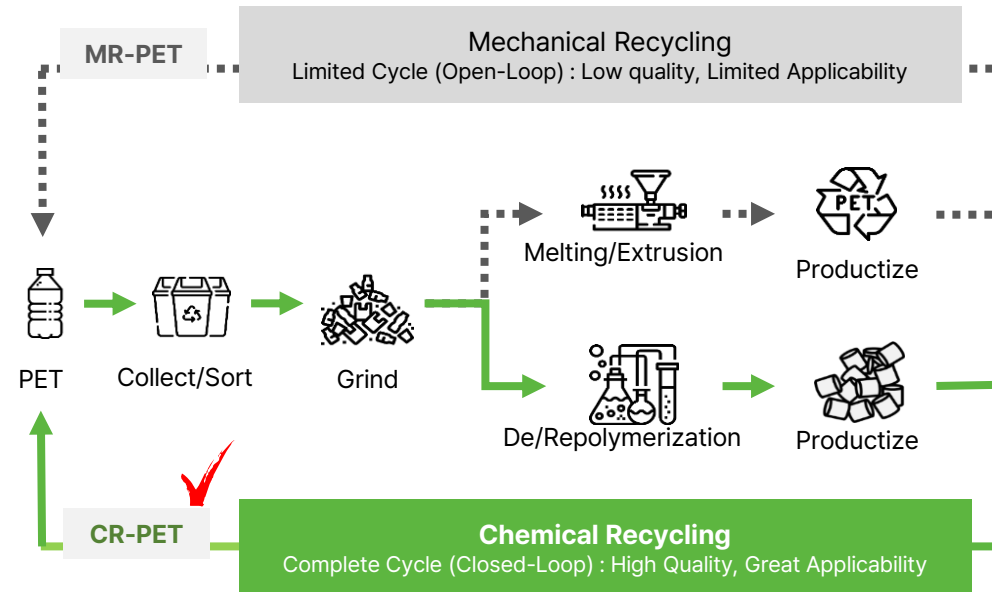 MR-PET
Mechanical Recycling
Limited Cycle (Open-Loop) : Low quality, Limited Applicability
PET
Melting/Extrusion
Productize
PET
Collect/Sort
Grind
De/Repolymerization
Productize
CR-PET
Chemical Recycling
Complete Cycle (Closed-Loop) : High Quality, Great Applicability